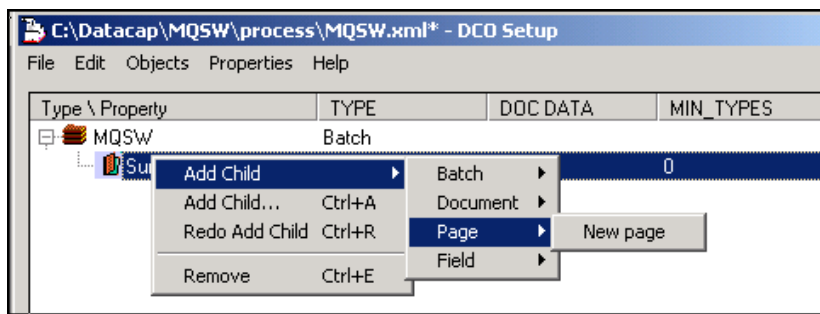 C:\Datacap\MQSW\process\MQSW.xml* - DCO Setup
File Edit Objects Properties Help
Type \ Property TYPE DOC DATA MIN_TYPES
MQSW Batch
0
Add Child Batch
Add Child... Ctrl+A Document
Redo Add Child Ctrl+R Page New page
Field
Remove Ctrl+E